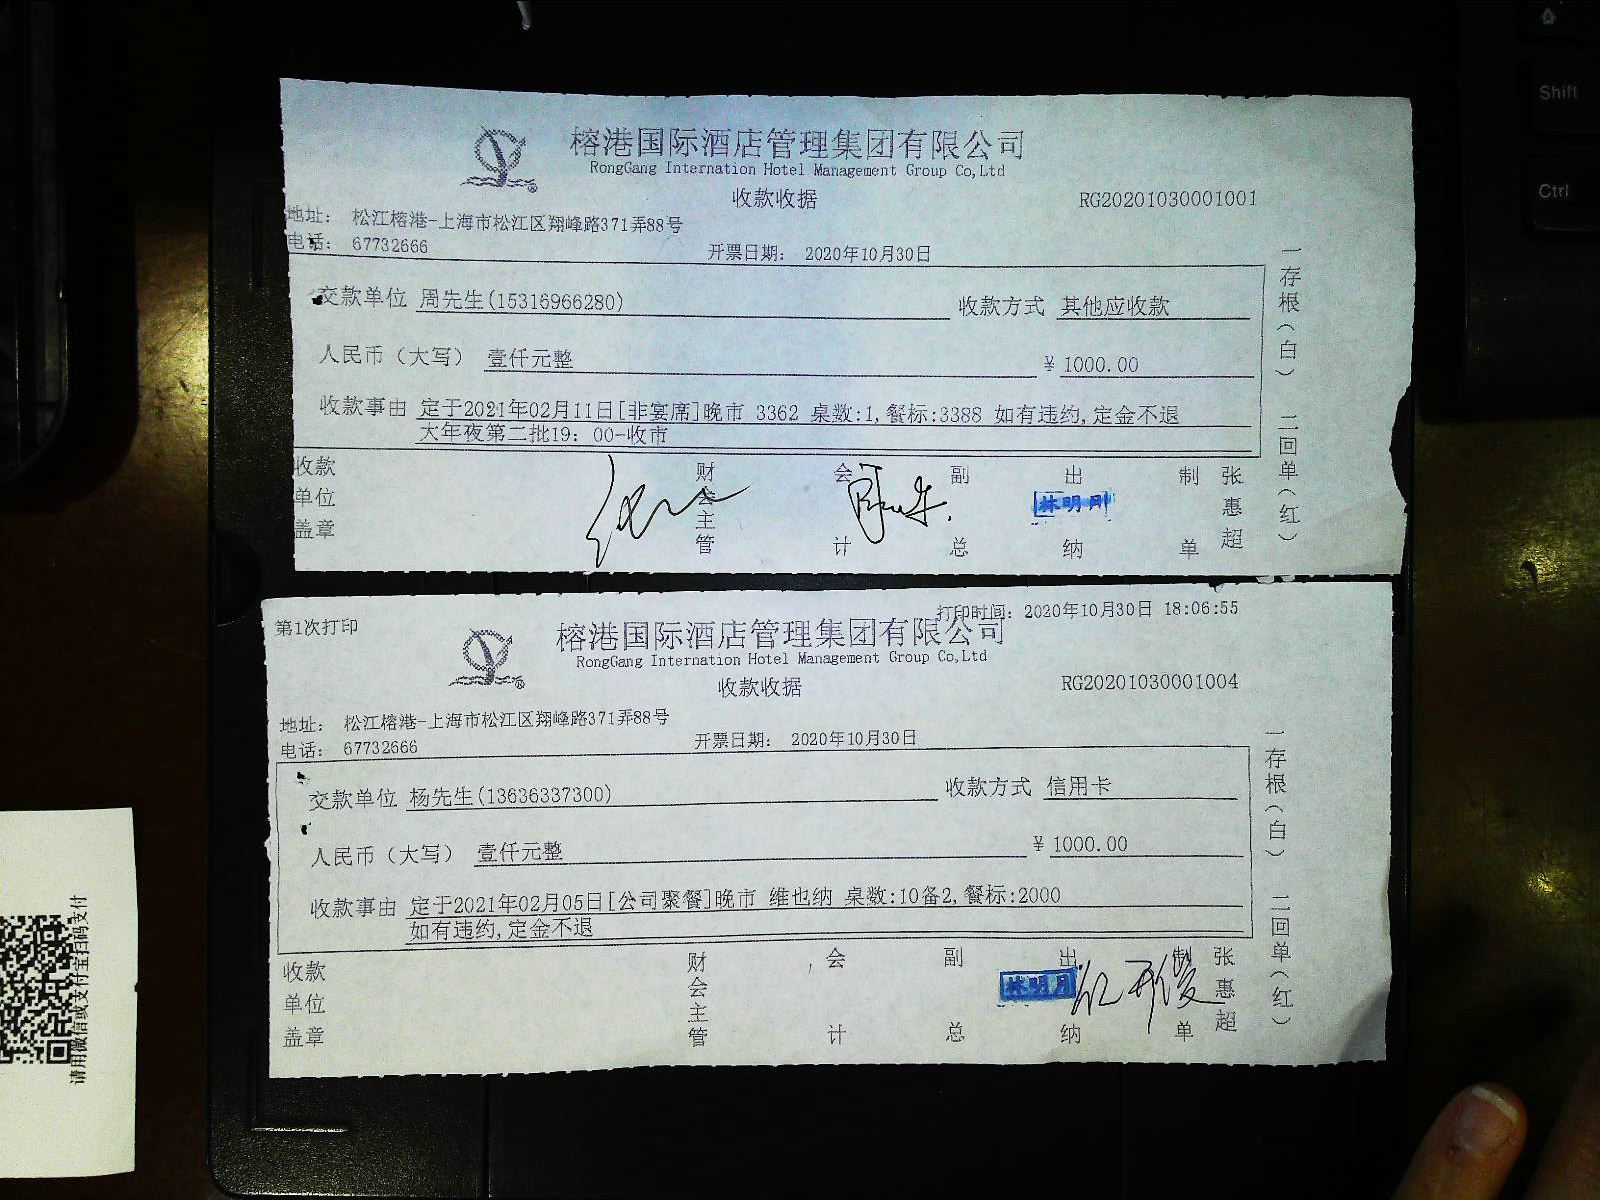 榕港国际酒店管理集团有限公司
RongGang Internation Hotel Management Group Co,Ltd
收款收据
RG20201030001001
地址: 松江榕港-上海市松江区翔峰路371弄88号
电话: 67732666
开票日期: 2020年10月30日
交款单位 周先生(15316966280) 收款方式 其他应收款
人民币（大写） 壹仟元整 ¥ 1000.00
收款事由 定于2021年02月11日[非宴席]晚市 3362 桌数:1,餐标:3388 如有违约,定金不退
大年夜第二批19: 00-收市
收款单位盖章 财会主管 会计 副总 出纳 林明刚 制单 张惠超
一存根（白） 二回单（红）
第1次打印
打印时间: 2020年10月30日 18:06:55
榕港国际酒店管理集团有限公司
RongGang Internation Hotel Management Group Co,Ltd
收款收据
RG20201030001004
地址: 松江榕港-上海市松江区翔峰路371弄88号
电话: 67732666
开票日期: 2020年10月30日
交款单位 杨先生(13636337300) 收款方式 信用卡
人民币（大写） 壹仟元整 ¥ 1000.00
收款事由 定于2021年02月05日[公司聚餐]晚市 维也纳 桌数:10备2,餐标:2000
如有违约,定金不退
收款单位盖章 财会主管 会计 副总 出纳 林明 制单 张惠超
一存根（白） 二回单（红）
请用微信或支付宝扫码支付
Shift
Ctrl